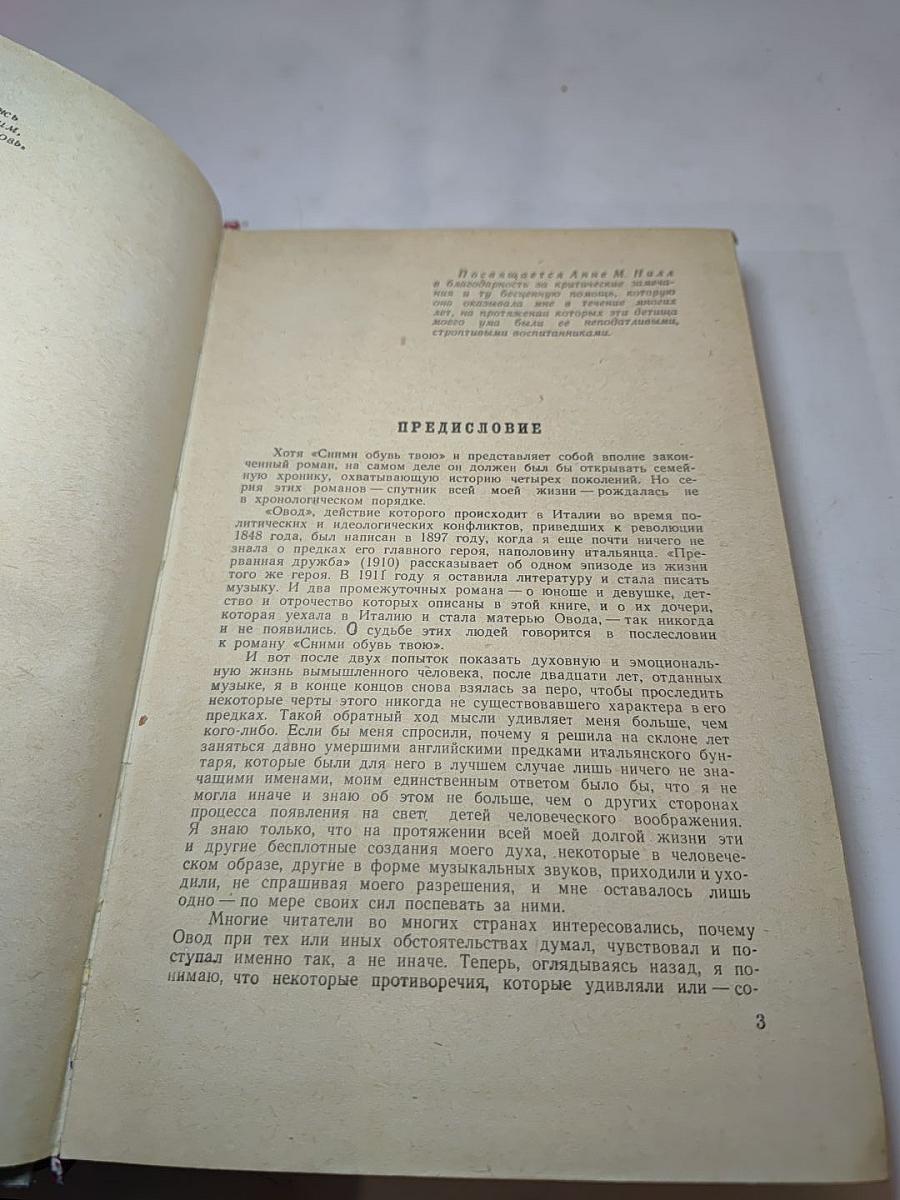 Посвящается Анне М. Нилл
в благодарность за критические замеча-
ния и ту бесценную помощь, которую
она оказывала мне в течение многих
лет, на протяжении которых эти детища
моего ума были ее неподатливыми,
строптивыми воспитанниками.
ПРЕДИСЛОВИЕ
Хотя «Сними обувь твою» и представляет собой вполне закон-
ченный роман, на самом деле он должен был бы открывать семей-
ную хронику, охватывающую историю четырех поколений. Но се-
рия этих романов — спутник всей моей жизни — рождалась не
в хронологическом порядке.
«Овод», действие которого происходит в Италии во время по-
литических и идеологических конфликтов, приведших к революции
1848 года, был написан в 1897 году, когда я еще почти ничего не
знала о предках его главного героя, наполовину итальянца. «Пре-
рванная дружба» (1910) рассказывает об одном эпизоде из жизни
того же героя. В 1911 году я оставила литературу и стала писать
музыку. И два промежуточных романа — о юноше и девушке, дет-
ство и отрочество которых описаны в этой книге, и о их дочери,
которая уехала в Италию и стала матерью Овода, — так никогда
и не появились. О судьбе этих людей говорится в послесловии
к роману «Сними обувь твою».
И вот после двух попыток показать духовную и эмоциональ-
ную жизнь вымышленного человека, после двадцати лет, отданных
музыке, я в конце концов снова взялась за перо, чтобы проследить
некоторые черты этого никогда не существовавшего характера в его
предках. Такой обратный ход мысли удивляет меня больше, чем
кого-либо. Если бы меня спросили, почему я решила на склоне лет
заняться давно умершими английскими предками итальянского бун-
таря, которые были для него в лучшем случае лишь ничего не зна-
чащими именами, моим единственным ответом было бы, что я не
могла иначе и знаю об этом не больше, чем о других сторонах
процесса появления на свет детей человеческого воображения.
Я знаю только, что на протяжении всей моей долгой жизни эти
и другие бесплотные создания моего духа, некоторые в человече-
ском образе, другие в форме музыкальных звуков, приходили и ухо-
дили, не спрашивая моего разрешения, и мне оставалось лишь
одно — по мере своих сил поспевать за ними.
Многие читатели во многих странах интересовались, почему
Овод при тех или иных обстоятельствах думал, чувствовал и по-
ступал именно так, а не иначе. Теперь, оглядываясь назад, я по-
нимаю, что некоторые противоречия, которые удивляли или — со-
3